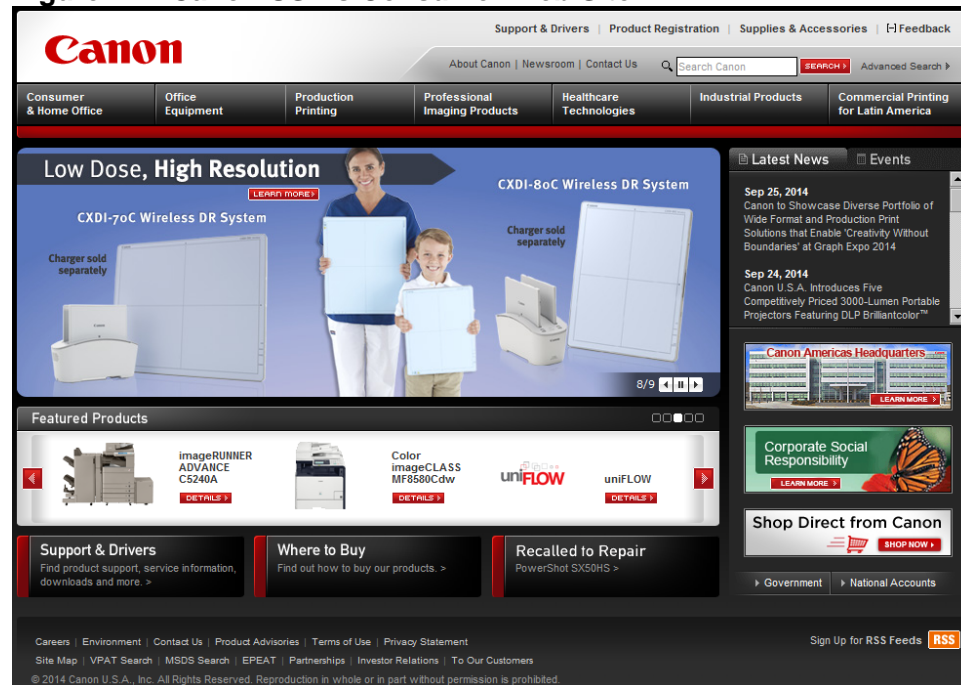 Support & Drivers | Product Registration | Supplies & Accessories | [-] Feedback
Canon
About Canon | Newsroom | Contact Us
Search Canon
SEARCH
Advanced Search
Consumer
& Home Office
Office
Equipment
Production
Printing
Professional
Imaging Products
Healthcare
Technologies
Industrial Products
Commercial Printing
for Latin America
Low Dose, High Resolution
LEARN MORE
CXDI-70C Wireless DR System
Charger sold
separately
CXDI-80C Wireless DR System
Charger sold
separately
8/9
Latest News
Events
Sep 25, 2014
Canon to Showcase Diverse Portfolio of
Wide Format and Production Print
Solutions that Enable 'Creativity Without
Boundaries' at Graph Expo 2014
Sep 24, 2014
Canon U.S.A. Introduces Five
Competitively Priced 3000-Lumen Portable
Projectors Featuring DLP Brilliantcolor™
Canon Americas Headquarters
LEARN MORE
Corporate Social
Responsibility
LEARN MORE
Shop Direct from Canon
SHOP NOW
Government
National Accounts
Featured Products
imageRUNNER
ADVANCE
C5240A
DETAILS
Color
imageCLASS
MF8580Cdw
DETAILS
uniFLOW
uniFLOW
DETAILS
Support & Drivers
Find product support, service information,
downloads and more. >
Where to Buy
Find out how to buy our products. >
Recalled to Repair
PowerShot SX50HS >
Careers | Environment | Contact Us | Product Advisories | Terms of Use | Privacy Statement
Sign Up for RSS Feeds RSS
Site Map | VPAT Search | MSDS Search | EPEAT | Partnerships | Investor Relations | To Our Customers
© 2014 Canon U.S.A., Inc. All Rights Reserved. Reproduction in whole or in part without permission is prohibited.